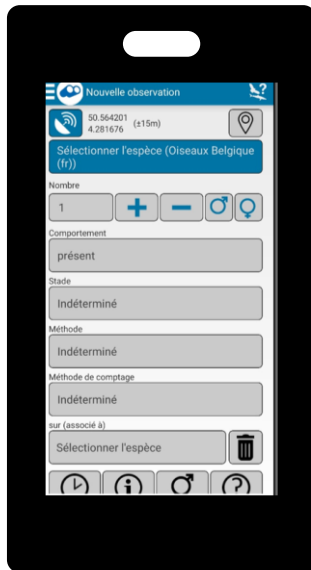 Nouvelle observation
50.564201
4.281676 (±15m)
Sélectionner l'espèce (Oiseaux Belgique
(fr))
Nombre
1
Comportement
présent
Stade
Indéterminé
Méthode
Indéterminé
Méthode de comptage
Indéterminé
sur (associé à)
Sélectionner l'espèce